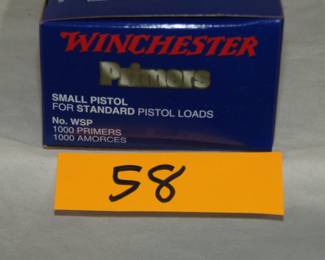 WINCHESTER
Primers
SMALL PISTOL
FOR STANDARD PISTOL LOADS
No. WSP
1000 PRIMERS
1000 AMORCES
58